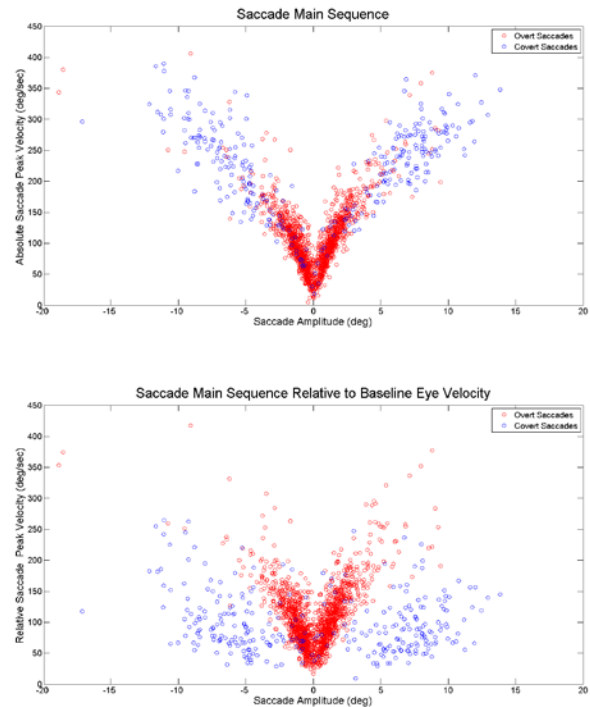 Saccade Main Sequence
Overt Saccades
Covert Saccades
Absolute Saccade Peak Velocity (deg/sec)
450
400
350
300
250
200
150
100
50
0
-20 -15 -10 -5 0 5 10 15 20
Saccade Amplitude (deg)
Saccade Main Sequence Relative to Baseline Eye Velocity
Overt Saccades
Covert Saccades
Relative Saccade Peak Velocity (deg/sec)
450
400
350
300
250
200
150
100
50
0
-20 -15 -10 -5 0 5 10 15 20
Saccade Amplitude (deg)